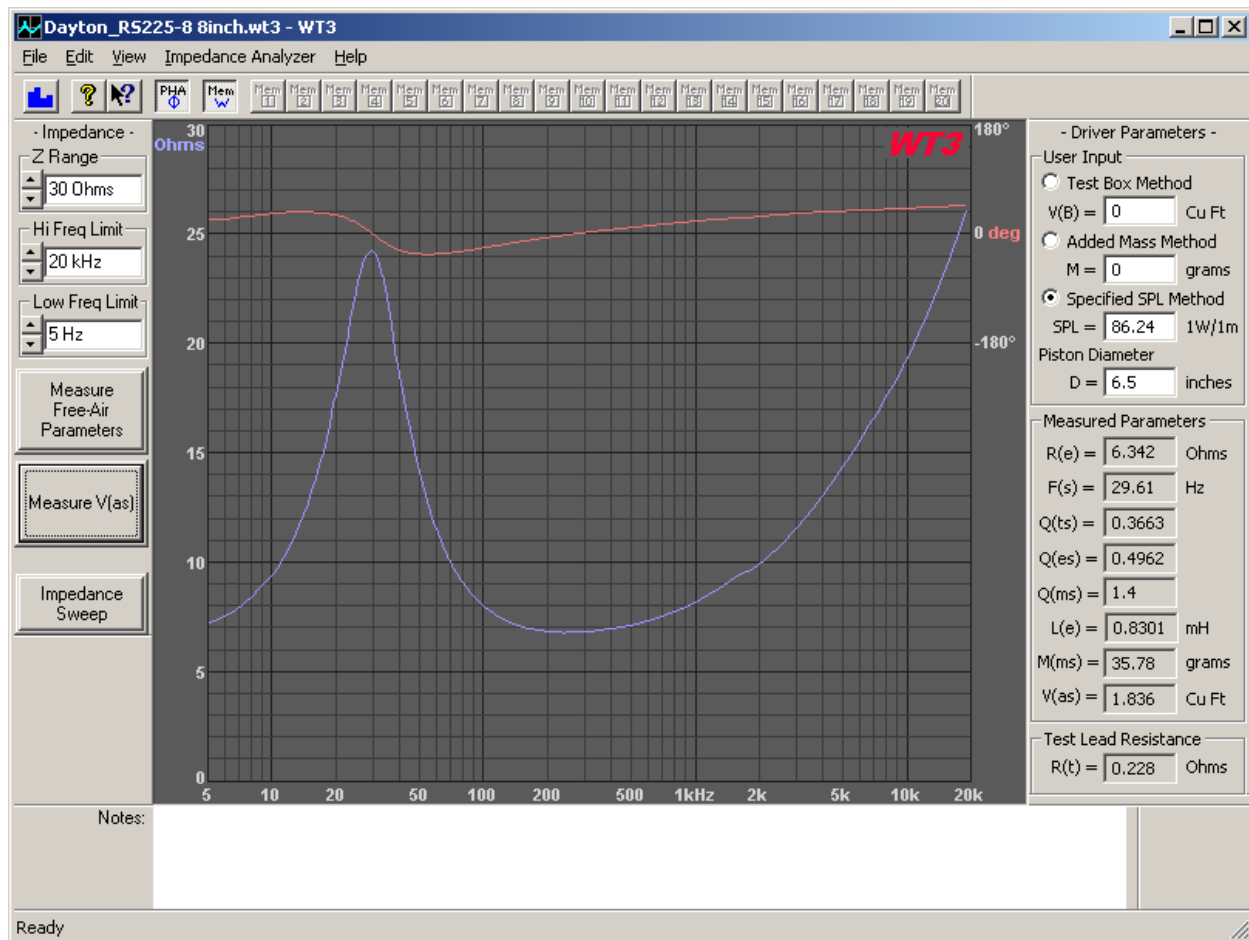 Dayton_RS225-8 8inch.wt3 - WT3
File Edit View Impedance Analyzer Help
PHA Φ Mem W Mem 1 Mem 2 Mem 3 Mem 4 Mem 5 Mem 6 Mem 7 Mem 8 Mem 9 Mem 10 Mem 11 Mem 12 Mem 13 Mem 14 Mem 15 Mem 16 Mem 17 Mem 18 Mem 19 Mem 20
- Impedance -
Z Range
30 Ohms
Hi Freq Limit
20 kHz
Low Freq Limit
5 Hz
Measure
Free-Air
Parameters
Measure V(as)
Impedance
Sweep
30
Ohms
25
20
15
10
5
0
5 10 20 50 100 200 500 1kHz 2k 5k 10k 20k
WT3
180°
0 deg
-180°
- Driver Parameters -
User Input
Test Box Method
V(B) = 0 Cu Ft
Added Mass Method
M = 0 grams
Specified SPL Method
SPL = 86.24 1W/1m
Piston Diameter
D = 6.5 inches
Measured Parameters
R(e) = 6.342 Ohms
F(s) = 29.61 Hz
Q(ts) = 0.3663
Q(es) = 0.4962
Q(ms) = 1.4
L(e) = 0.8301 mH
M(ms) = 35.78 grams
V(as) = 1.836 Cu Ft
Test Lead Resistance
R(t) = 0.228 Ohms
Notes:
Ready